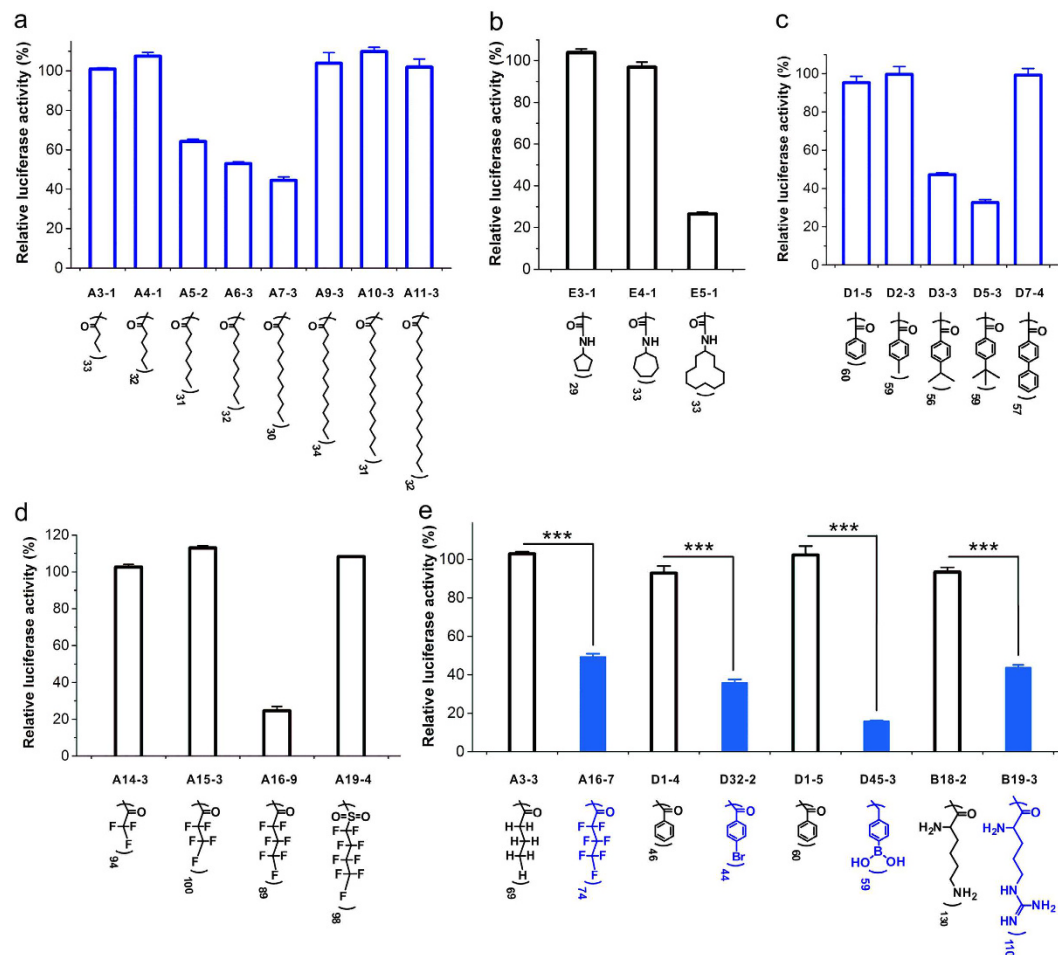 a
Relative luciferase activity (%)
100
80
60
40
20
0
A3-1 A4-1 A5-2 A6-3 A7-3 A9-3 A10-3 A11-3
O O O O O O O O
33 32 31 32 30 34 31 32
b
Relative luciferase activity (%)
100
80
60
40
20
0
E3-1 E4-1 E5-1
O O O
NH NH NH
29 33 33
c
Relative luciferase activity (%)
100
80
60
40
20
0
D1-5 D2-3 D3-3 D5-3 D7-4
O O O O O
60 59 56 59 57
d
Relative luciferase activity (%)
120
100
80
60
40
20
0
A14-3 A15-3 A16-9 A19-4
O O O O=S=O
F F F F F F F F F F F F F F F F F F F F F F F F F F F F
94 100 89 98
e
Relative luciferase activity (%)
100
80
60
40
20
0
*** *** *** ***
A3-3 A16-7 D1-4 D32-2 D1-5 D45-3 B18-2 B19-3
O O O O O O O
H H H H H H H
F F F F F F F
Br
B
HO OH
H2N NH2
H2N HN NH2 HN
69 74 46 44 60 59 130 110